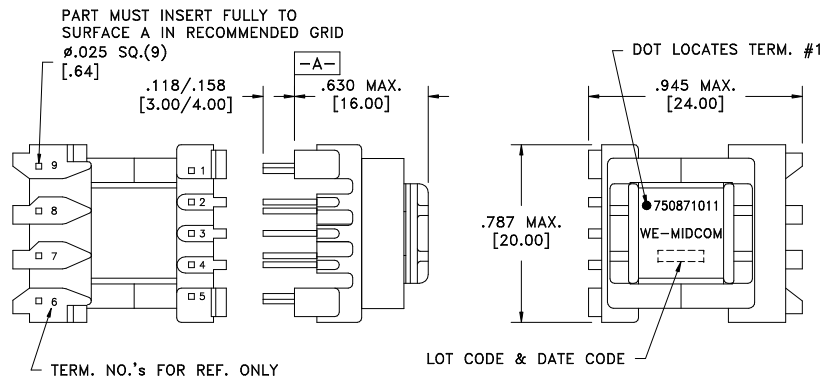 PART MUST INSERT FULLY TO
SURFACE A IN RECOMMENDED GRID
ø.025 SQ.(9)
[.64]
.118/.158
[3.00/4.00]
-A-
.630 MAX.
[16.00]
DOT LOCATES TERM. #1
.945 MAX.
[24.00]
9
1
8
2
7
3
4
6
5
.787 MAX.
[20.00]
750871011
WE-MIDCOM
TERM. NO.'s FOR REF. ONLY
LOT CODE & DATE CODE